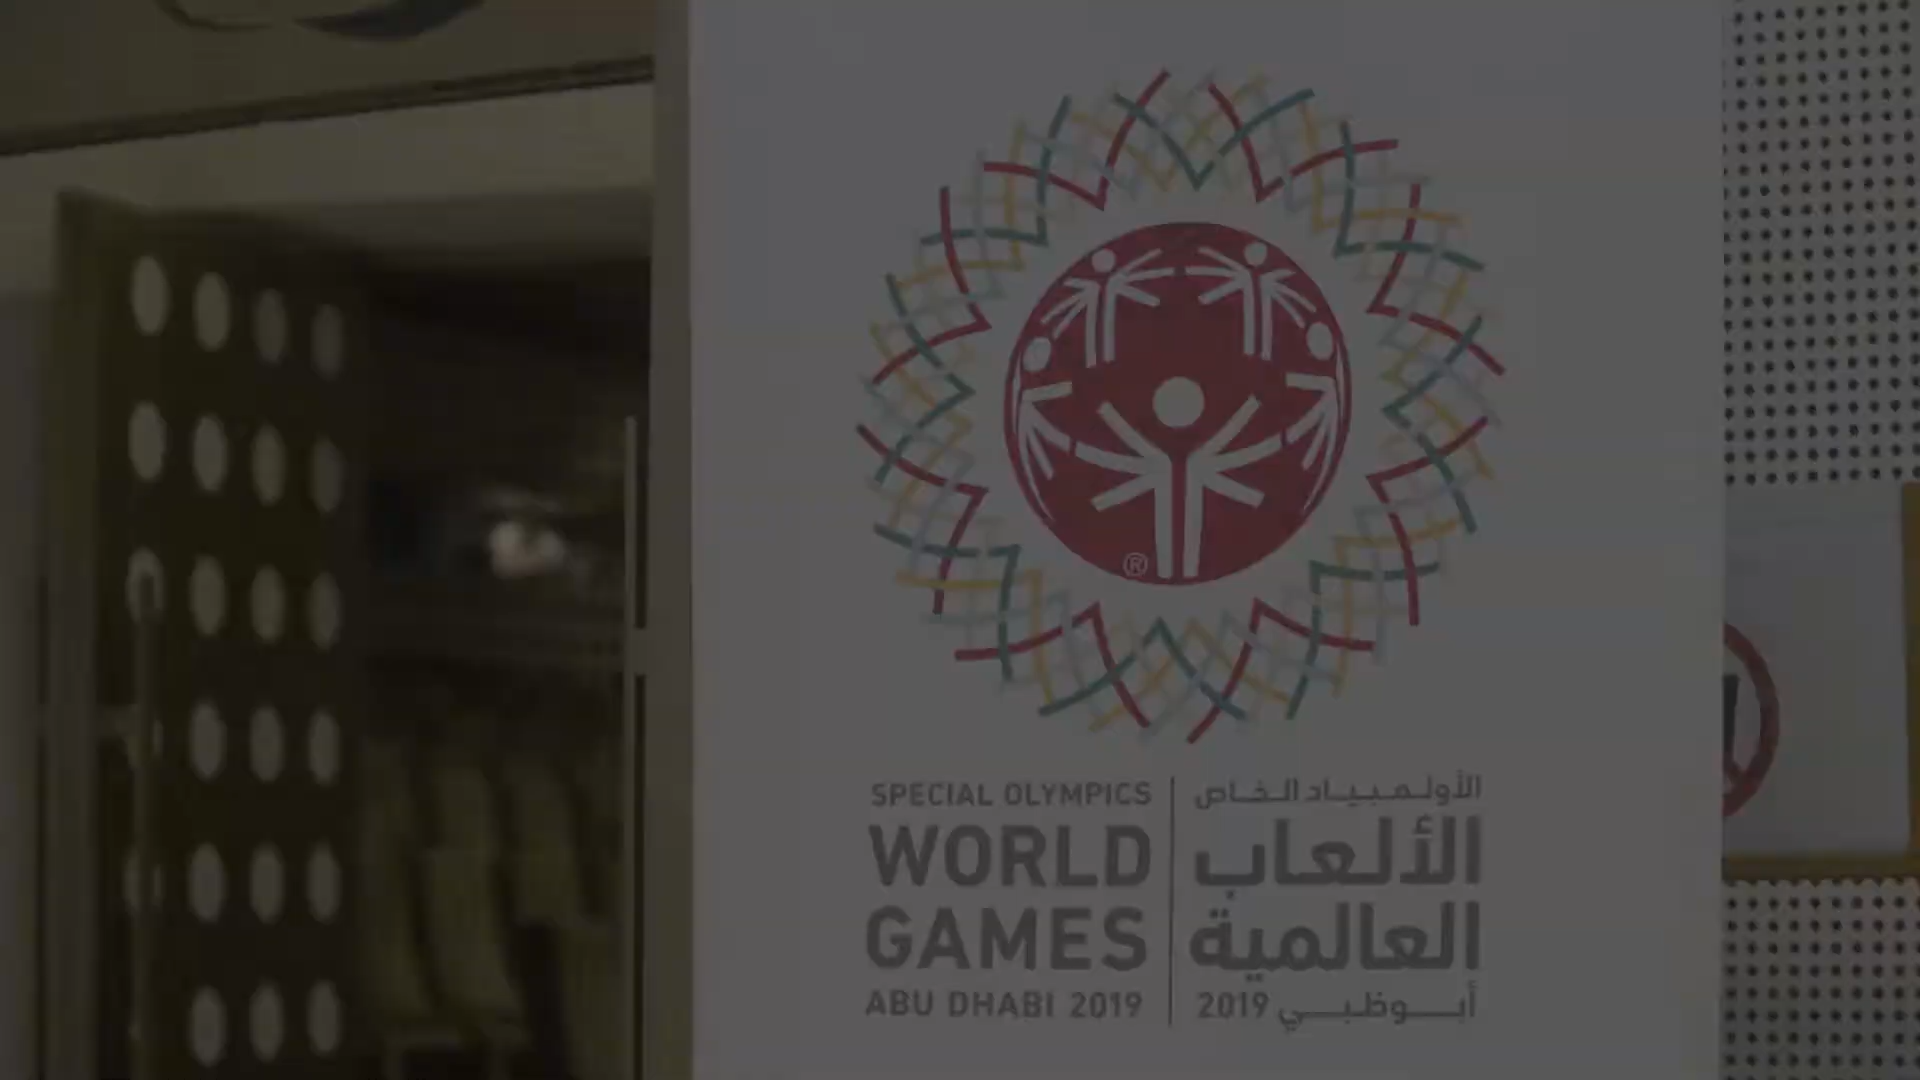 ®
SPECIAL OLYMPICS
WORLD
GAMES
ABU DHABI 2019
الأولمبياد الخاص
الألعاب
العالمية
أبوظبي 2019